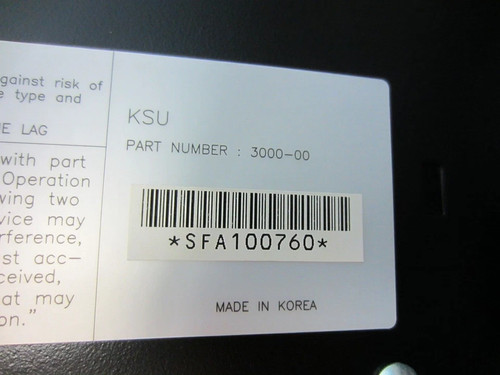 gainst risk of
type and
LAG
with part
Operation
wing two
vice may
rference,
st acc-
ceived,
at may
on."
KSU
PART NUMBER : 3000-00
*SFA100760*
MADE IN KOREA